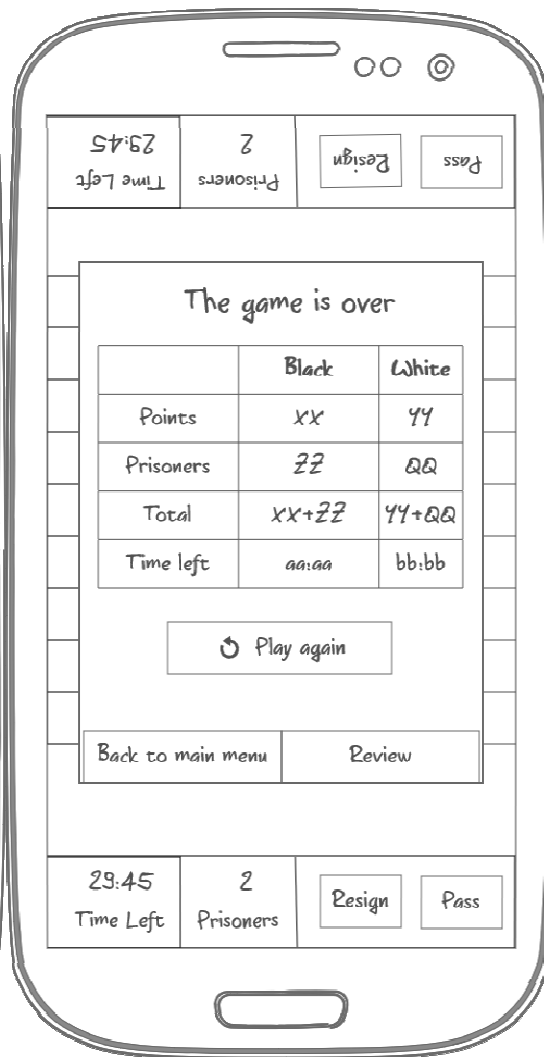 29:45 2
Time Left Prisoners Resign Pass
The game is over
Black White
Points XX YY
Prisoners ZZ QQ
Total XX+ZZ YY+QQ
Time left aa:aa bb:bb
Play again
Back to main menu Review
29:45 2
Time Left Prisoners Resign Pass